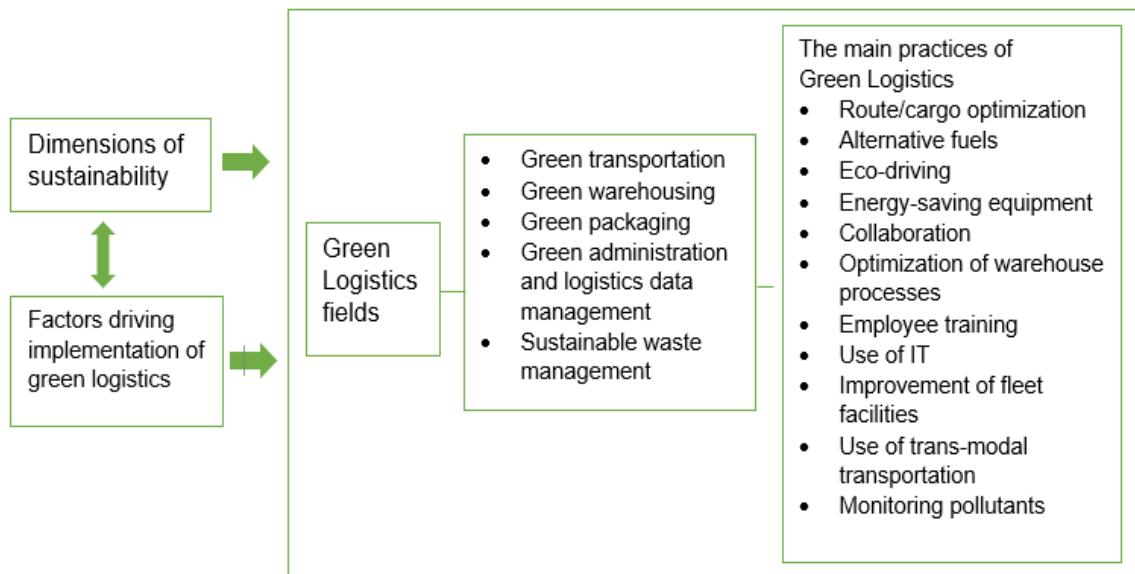 Dimensions of
sustainability
Factors driving
implementation of
green logistics
Green
Logistics
fields
• Green transportation
• Green warehousing
• Green packaging
• Green administration
and logistics data
management
• Sustainable waste
management
The main practices of
Green Logistics
• Route/cargo optimization
• Alternative fuels
• Eco-driving
• Energy-saving equipment
• Collaboration
• Optimization of warehouse
processes
• Employee training
• Use of IT
• Improvement of fleet
facilities
• Use of trans-modal
transportation
• Monitoring pollutants